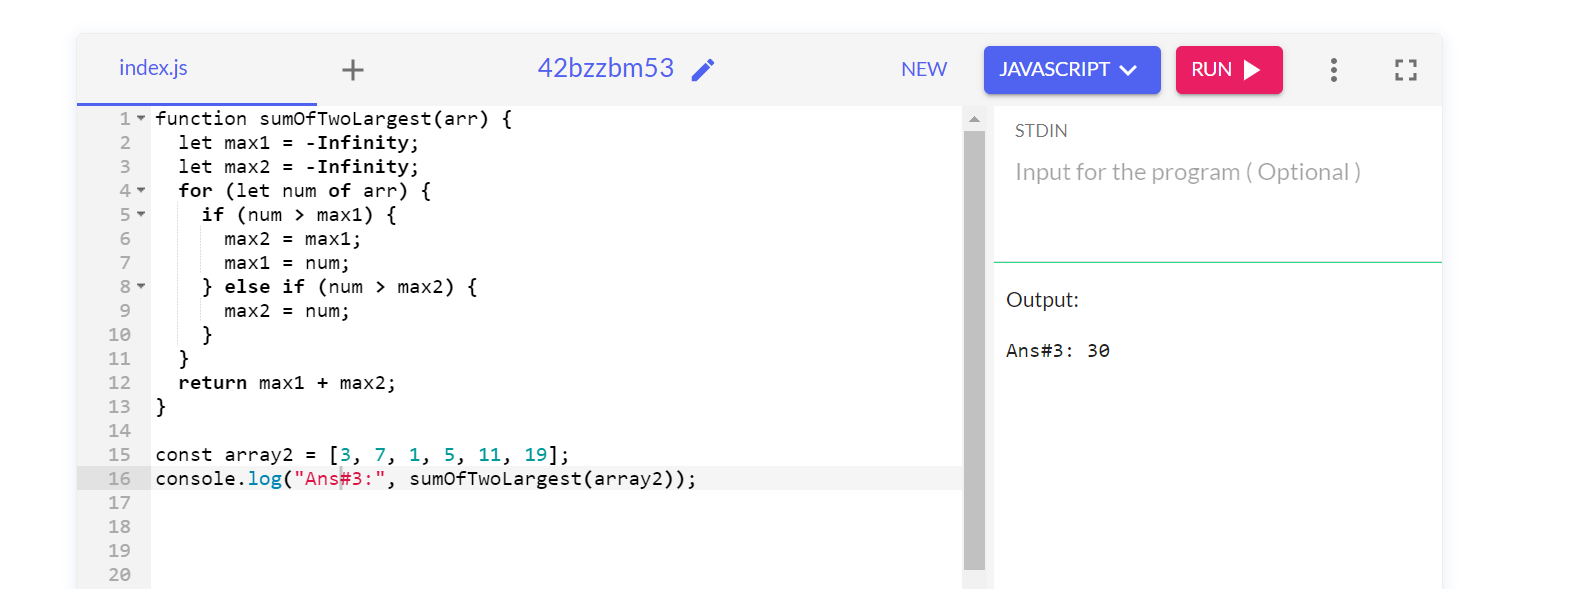 index.js
42bzzbm53
NEW
JAVASCRIPT
RUN
1 function sumOfTwoLargest(arr) {
2   let max1 = -Infinity;
3   let max2 = -Infinity;
4   for (let num of arr) {
5     if (num > max1) {
6       max2 = max1;
7       max1 = num;
8     } else if (num > max2) {
9       max2 = num;
10     }
11   }
12   return max1 + max2;
13 }
14
15 const array2 = [3, 7, 1, 5, 11, 19];
16 console.log("Ans#3:", sumOfTwoLargest(array2));
17
18
19
20
STDIN
Input for the program ( Optional )
Output:
Ans#3: 30